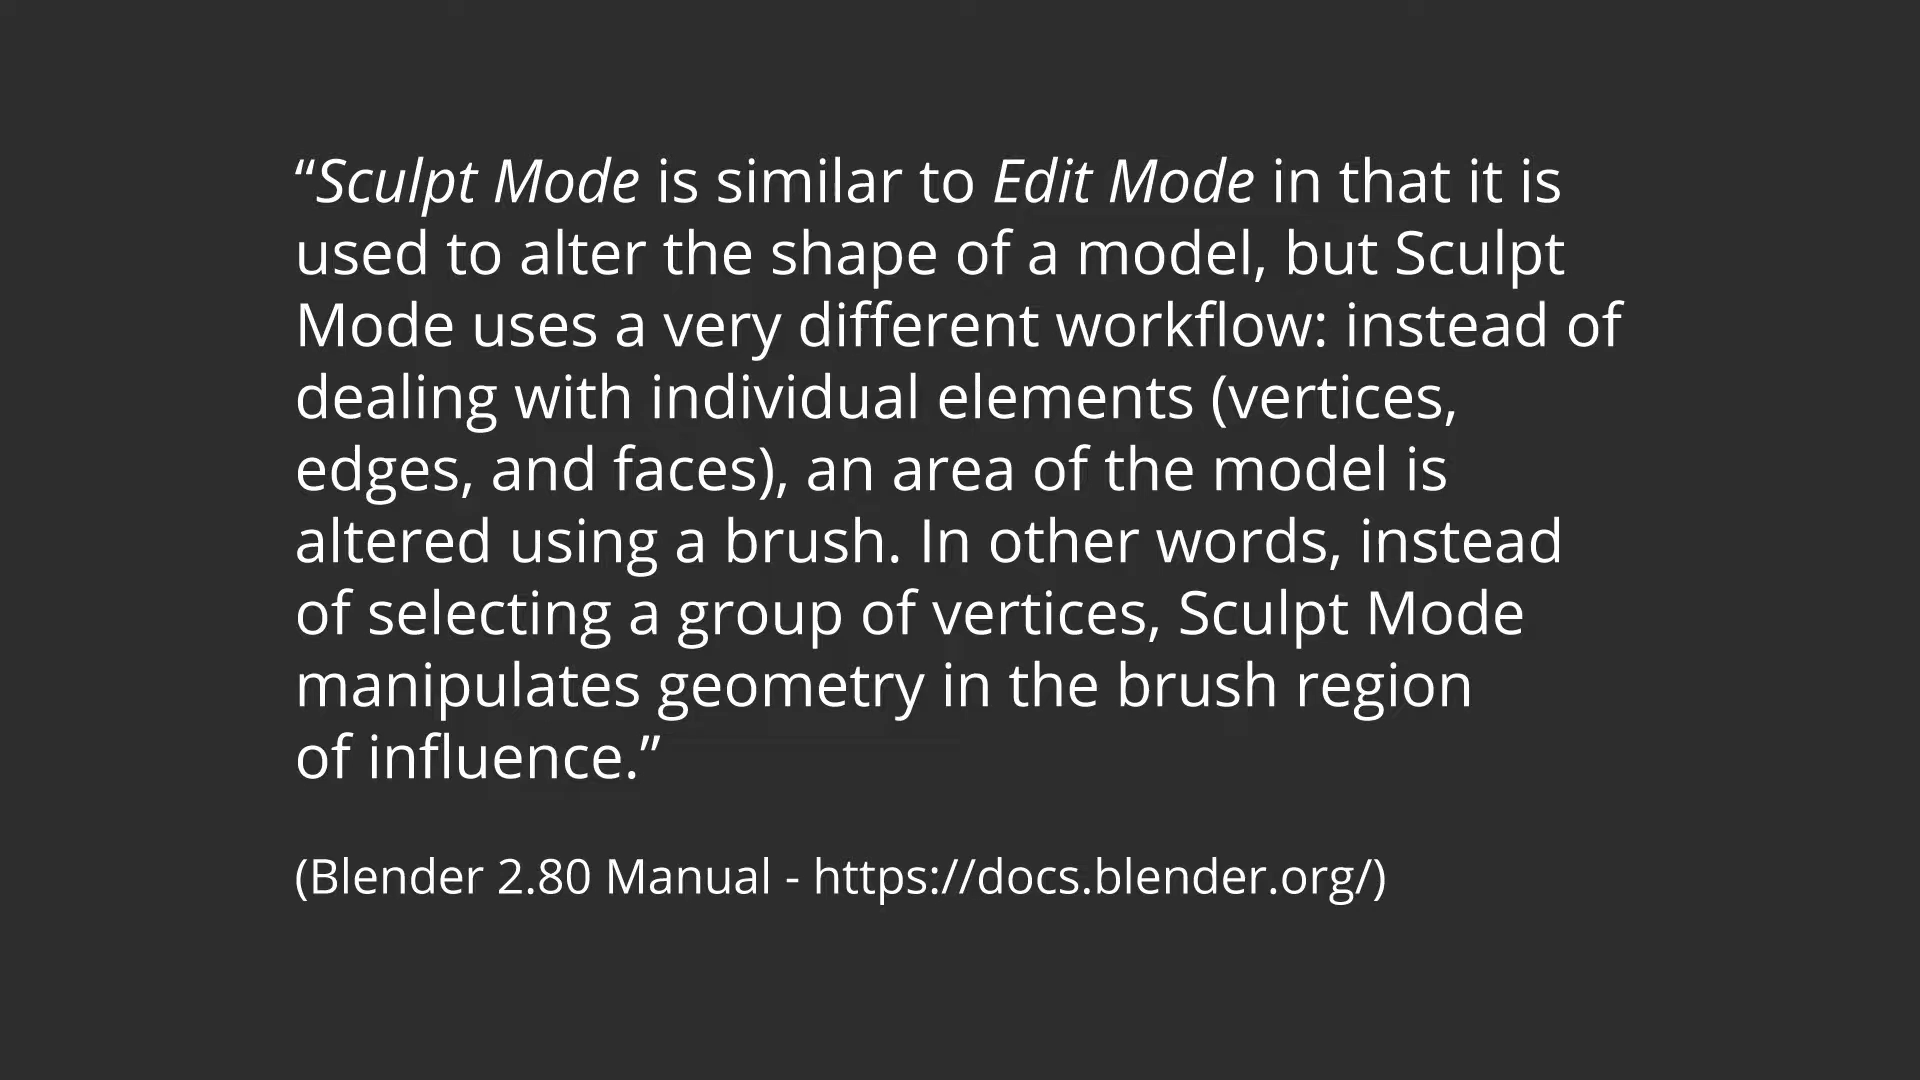 “Sculpt Mode is similar to Edit Mode in that it is
used to alter the shape of a model, but Sculpt
Mode uses a very different workflow: instead of
dealing with individual elements (vertices,
edges, and faces), an area of the model is
altered using a brush. In other words, instead
of selecting a group of vertices, Sculpt Mode
manipulates geometry in the brush region
of influence.”
(Blender 2.80 Manual - https://docs.blender.org/)